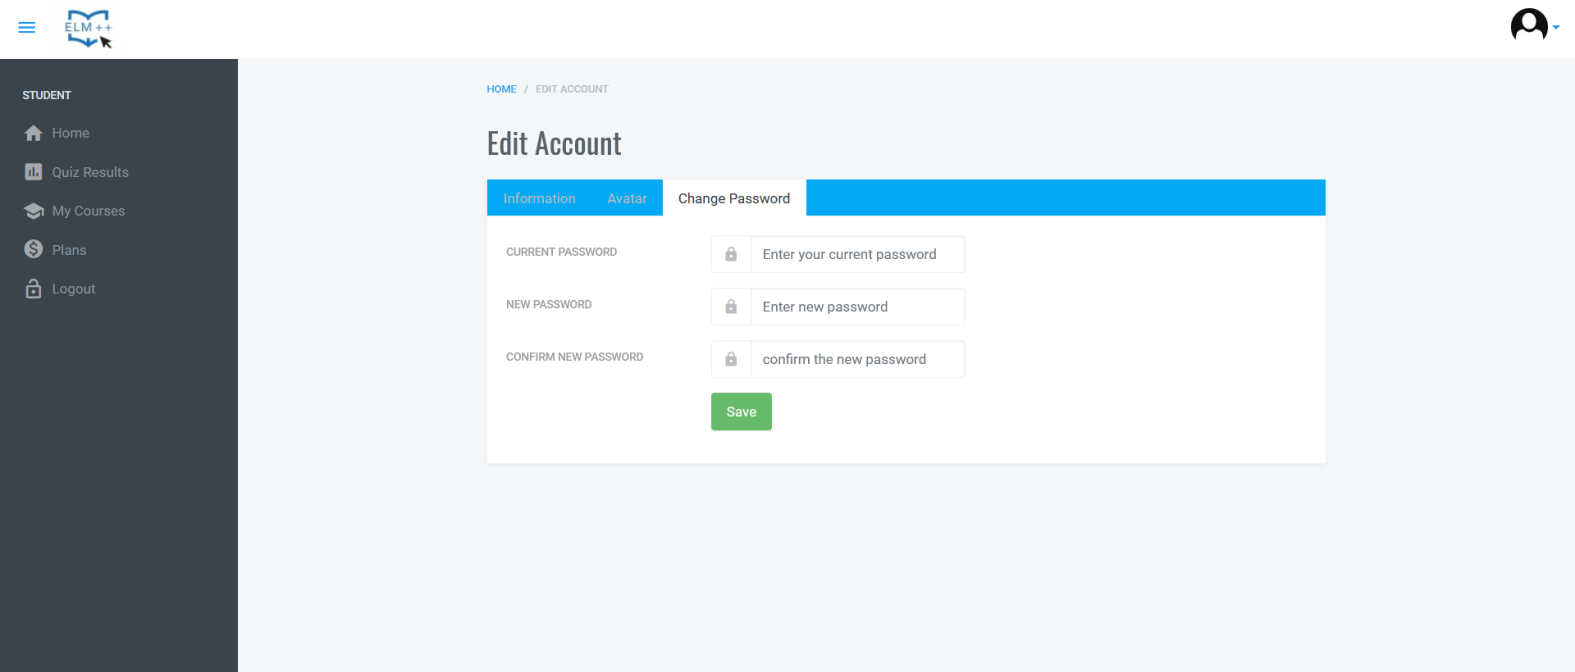 ELM ++
STUDENT
Home
Quiz Results
My Courses
Plans
Logout
HOME / EDIT ACCOUNT
Edit Account
Information Avatar Change Password
CURRENT PASSWORD Enter your current password
NEW PASSWORD Enter new password
CONFIRM NEW PASSWORD confirm the new password
Save